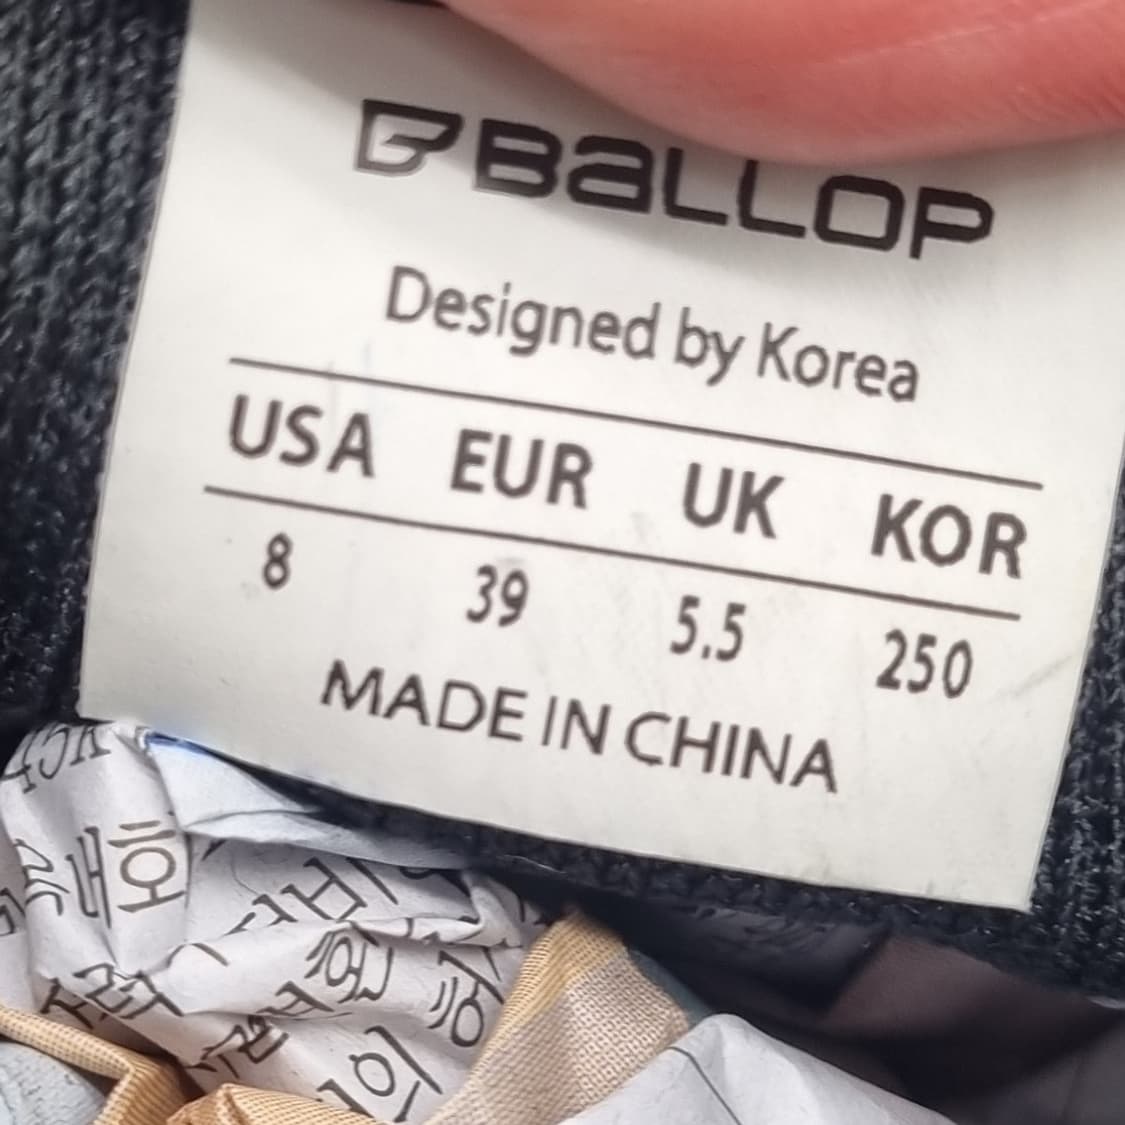 BALLOP
Designed by Korea
USA EUR UK KOR
8 39 5.5 250
MADE IN CHINA